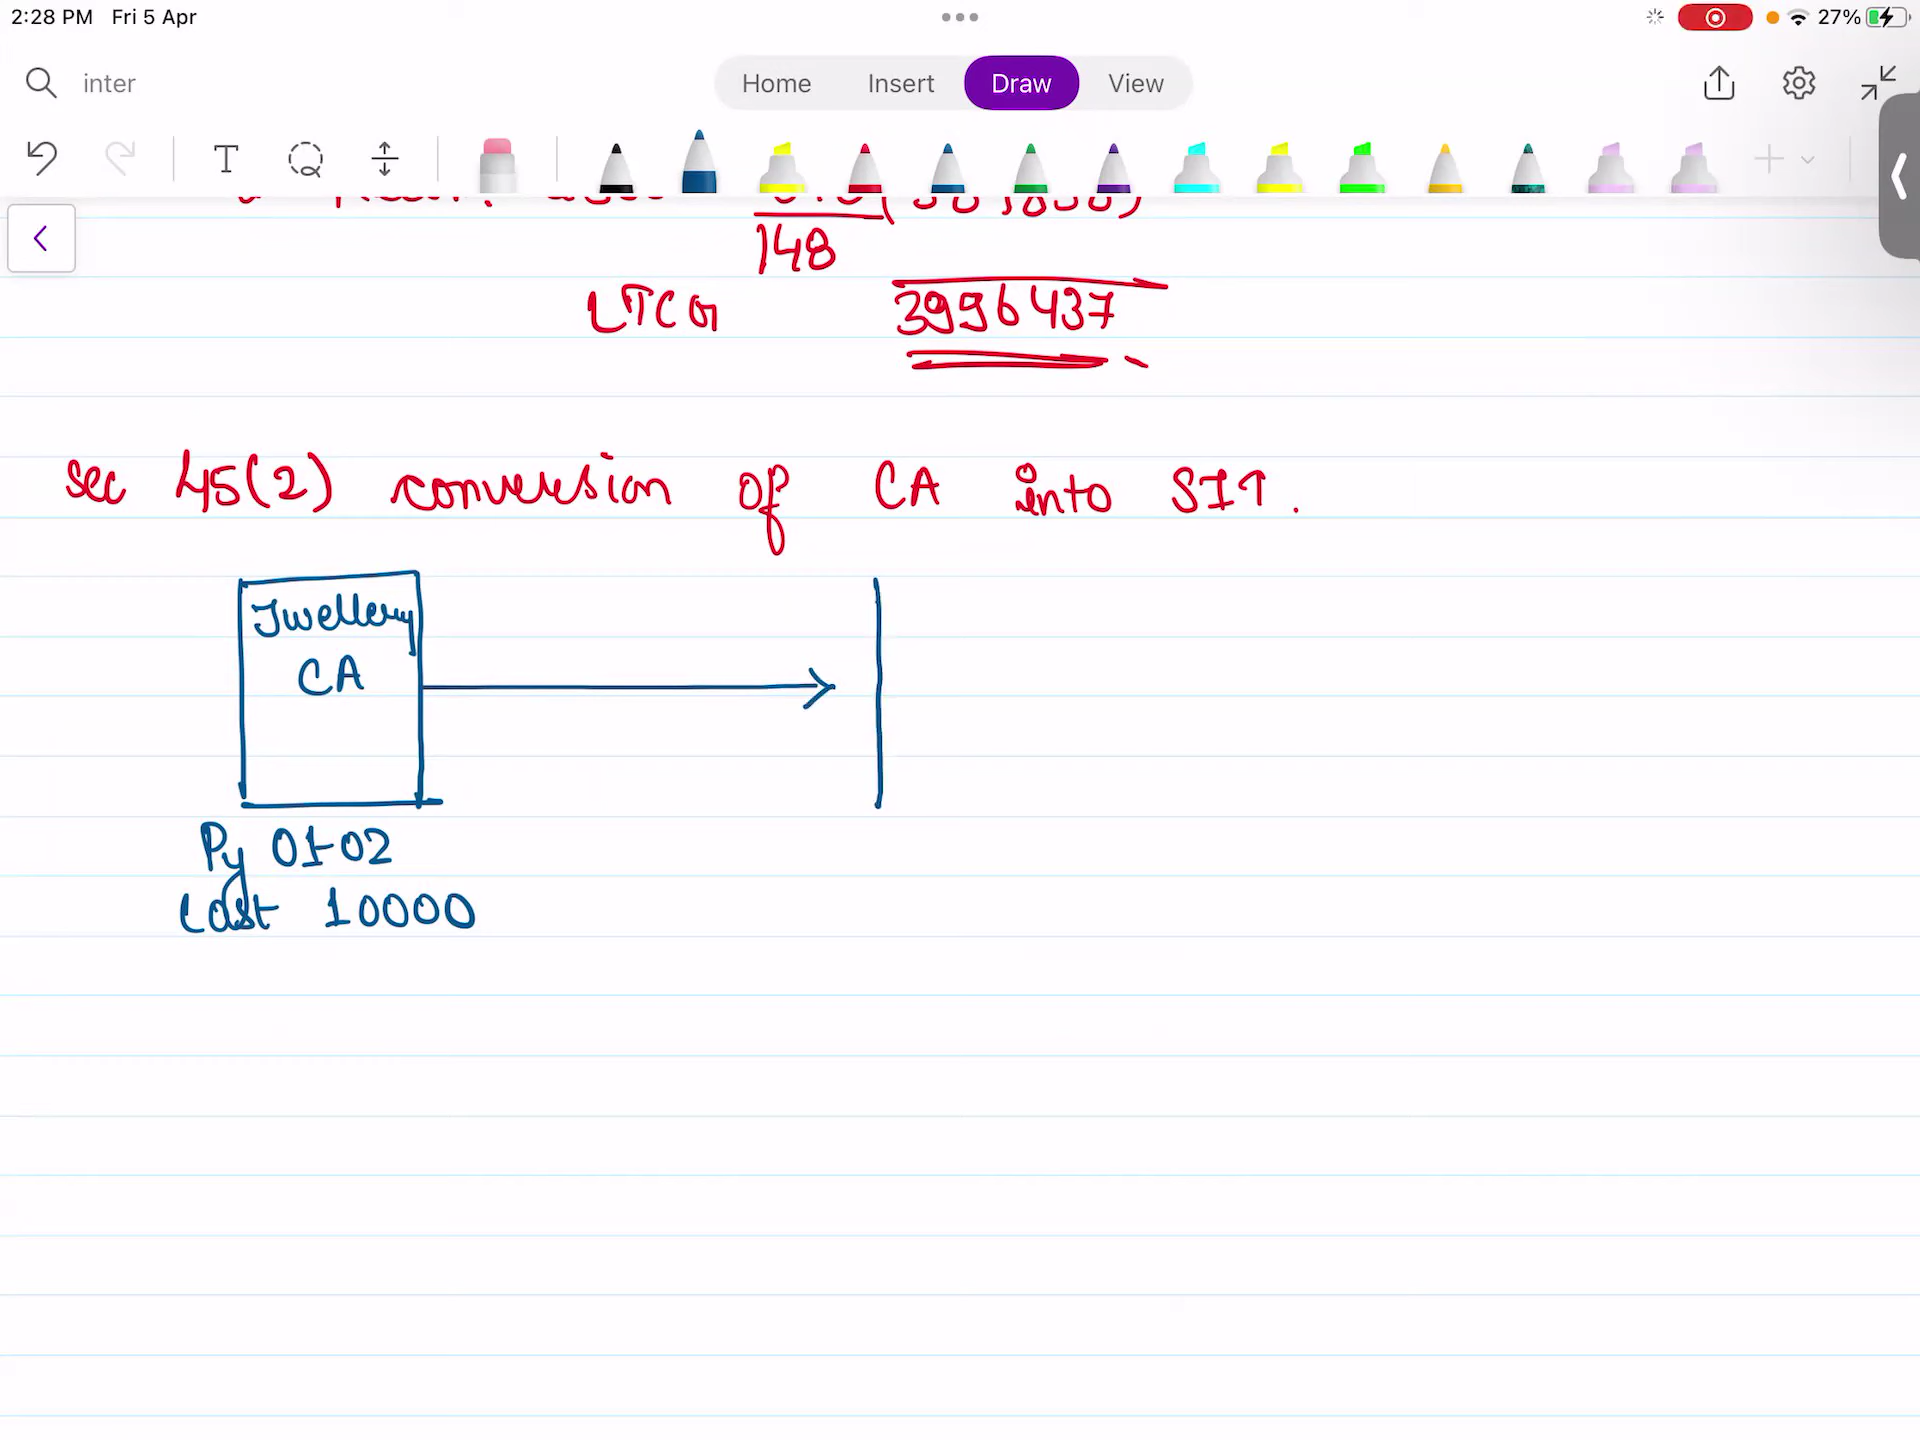 2:28 PM Fri 5 Apr 27%
inter Home Insert Draw View
T
148
LTCG 3996437
sec 45(2) conversion of CA into SIT.
Jwellery
CA
Py 01-02
Cost 10000